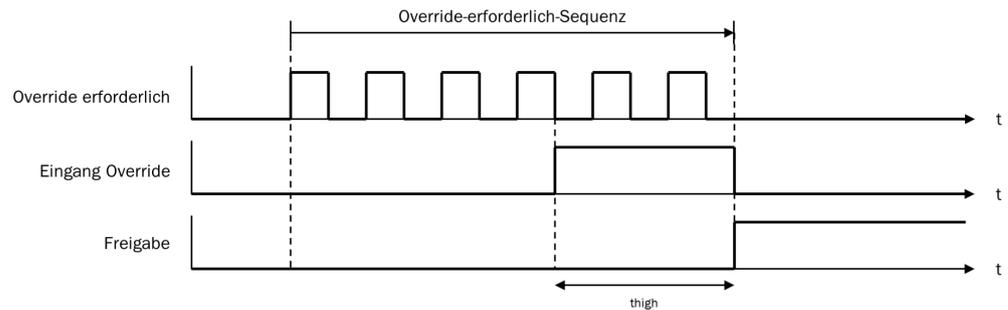 Override-erforderlich-Sequenz
Override erforderlich
t
Eingang Override
t
Freigabe
t
thigh